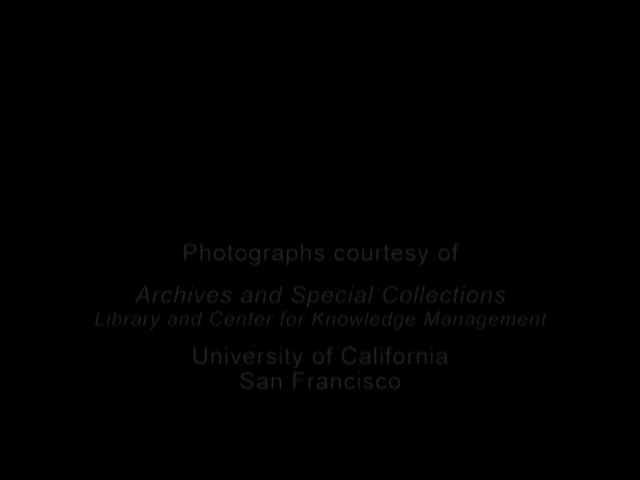 Photographs courtesy of
Archives and Special Collections
Library and Center for Knowledge Management
University of California
San Francisco